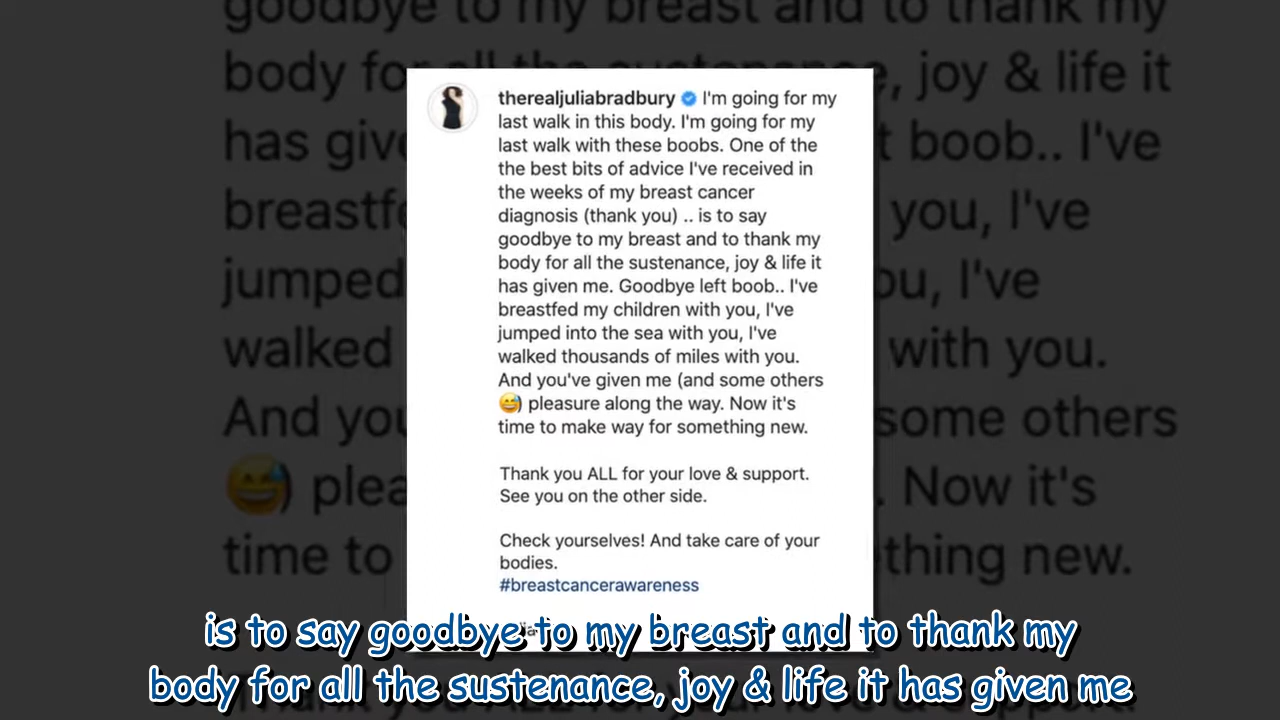 therealjuliabradbury I'm going for my
last walk in this body. I'm going for my
last walk with these boobs. One of the
the best bits of advice I've received in
the weeks of my breast cancer
diagnosis (thank you) .. is to say
goodbye to my breast and to thank my
body for all the sustenance, joy & life it
has given me. Goodbye left boob.. I've
breastfed my children with you, I've
jumped into the sea with you, I've
walked thousands of miles with you.
And you've given me (and some others
😅) pleasure along the way. Now it's
time to make way for something new.
Thank you ALL for your love & support.
See you on the other side.
Check yourselves! And take care of your
bodies.
#breastcancerawareness
is to say goodbye to my breast and to thank my
body for all the sustenance, joy & life it has given me